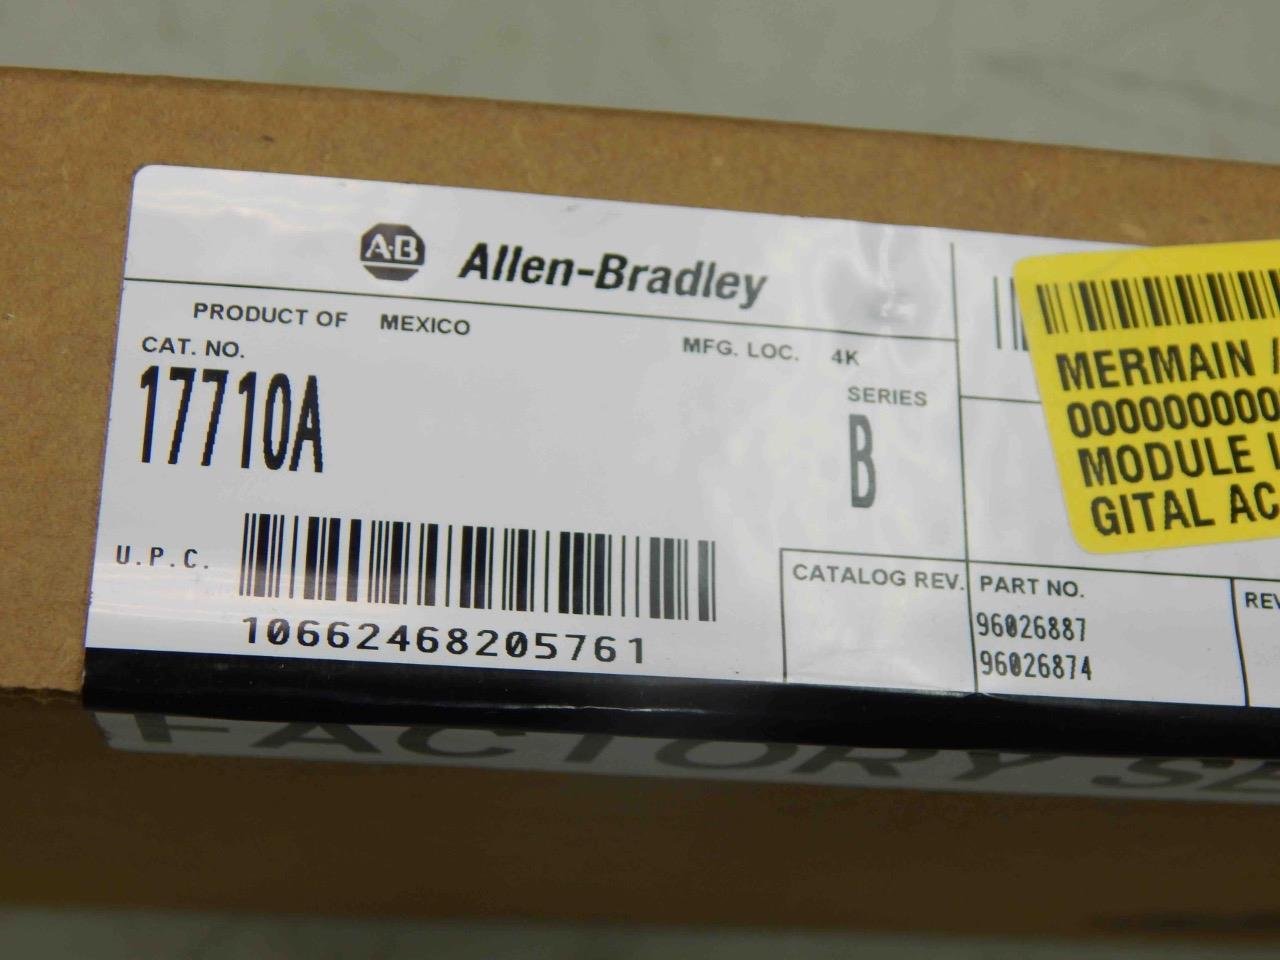 A·B Allen-Bradley
PRODUCT OF MEXICO
MFG. LOC. 4K
CAT. NO.
17710A
SERIES
B
U.P.C.
10662468205761
CATALOG REV.
PART NO.
96026887
96026874
MERMAIN
MODULE
GITAL AC
FACTORY